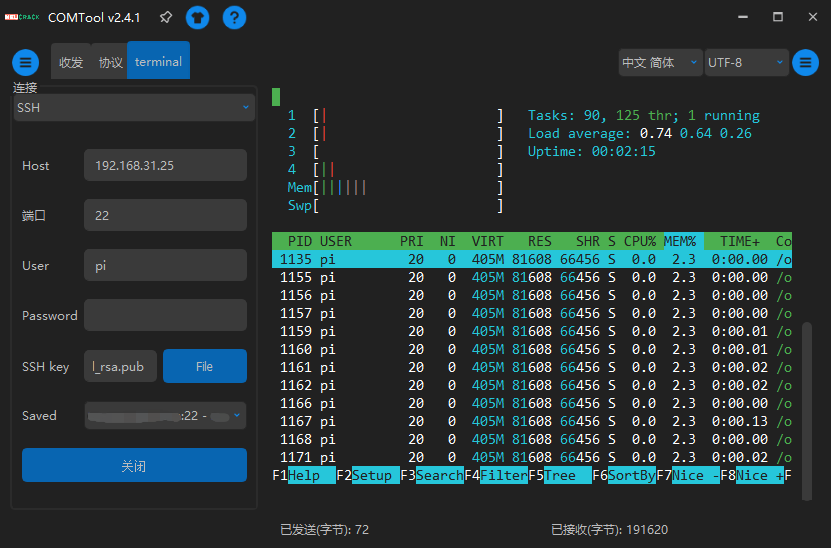 COMTool v2.4.1
收发 协议 terminal
中文 简体 UTF-8
连接
SSH
Host 192.168.31.25
端口 22
User pi
Password
SSH key l_rsa.pub File
Saved :22 -
关闭
1 [| ] Tasks: 90, 125 thr; 1 running
2 [| ] Load average: 0.74 0.64 0.26
3 [ ] Uptime: 00:02:15
4 [|| ]
Mem[|||||| ]
Swp[ ]
PID USER PRI NI VIRT RES SHR S CPU% MEM% TIME+ Co
1135 pi 20 0 405M 81608 66456 S 0.0 2.3 0:00.00 /o
1155 pi 20 0 405M 81608 66456 S 0.0 2.3 0:00.00 /o
1156 pi 20 0 405M 81608 66456 S 0.0 2.3 0:00.00 /o
1157 pi 20 0 405M 81608 66456 S 0.0 2.3 0:00.00 /o
1159 pi 20 0 405M 81608 66456 S 0.0 2.3 0:00.01 /o
1160 pi 20 0 405M 81608 66456 S 0.0 2.3 0:00.01 /o
1161 pi 20 0 405M 81608 66456 S 0.0 2.3 0:00.02 /o
1162 pi 20 0 405M 81608 66456 S 0.0 2.3 0:00.02 /o
1166 pi 20 0 405M 81608 66456 S 0.0 2.3 0:00.00 /o
1167 pi 20 0 405M 81608 66456 S 0.0 2.3 0:00.13 /o
1168 pi 20 0 405M 81608 66456 S 0.0 2.3 0:00.00 /o
1171 pi 20 0 405M 81608 66456 S 0.0 2.3 0:00.02 /o
F1Help F2Setup F3SearchF4FilterF5Tree F6SortByF7Nice -F8Nice +F
已发送(字节): 72 已接收(字节): 191620